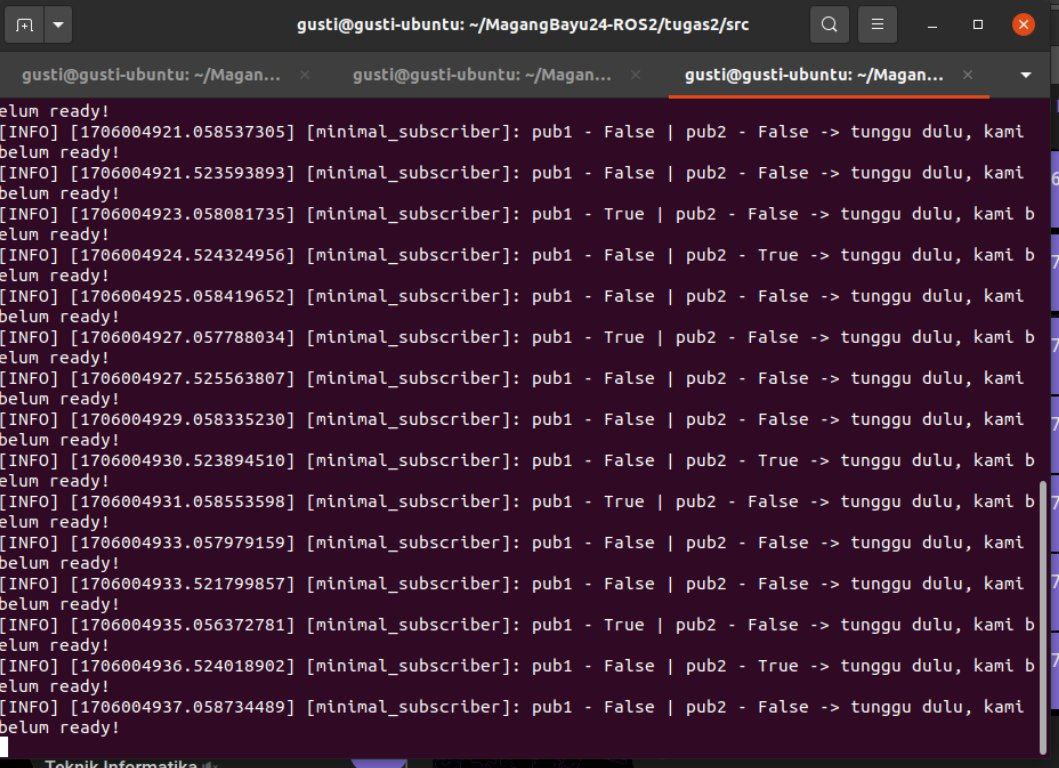 gusti@gusti-ubuntu: ~/MagangBayu24-ROS2/tugas2/src
gusti@gusti-ubuntu: ~/Magan... gusti@gusti-ubuntu: ~/Magan... gusti@gusti-ubuntu: ~/Magan...
elum ready!
[INFO] [1706004921.058537305] [minimal_subscriber]: pub1 - False | pub2 - False -> tunggu dulu, kami
belum ready!
[INFO] [1706004921.523593893] [minimal_subscriber]: pub1 - False | pub2 - False -> tunggu dulu, kami
belum ready!
[INFO] [1706004923.058081735] [minimal_subscriber]: pub1 - True | pub2 - False -> tunggu dulu, kami b
elum ready!
[INFO] [1706004924.524324956] [minimal_subscriber]: pub1 - False | pub2 - True -> tunggu dulu, kami b
elum ready!
[INFO] [1706004925.058419652] [minimal_subscriber]: pub1 - False | pub2 - False -> tunggu dulu, kami
belum ready!
[INFO] [1706004927.057788034] [minimal_subscriber]: pub1 - True | pub2 - False -> tunggu dulu, kami b
elum ready!
[INFO] [1706004927.525563807] [minimal_subscriber]: pub1 - False | pub2 - False -> tunggu dulu, kami
belum ready!
[INFO] [1706004929.058335230] [minimal_subscriber]: pub1 - False | pub2 - False -> tunggu dulu, kami
belum ready!
[INFO] [1706004930.523894510] [minimal_subscriber]: pub1 - False | pub2 - True -> tunggu dulu, kami b
elum ready!
[INFO] [1706004931.058553598] [minimal_subscriber]: pub1 - True | pub2 - False -> tunggu dulu, kami b
elum ready!
[INFO] [1706004933.057979159] [minimal_subscriber]: pub1 - False | pub2 - False -> tunggu dulu, kami
belum ready!
[INFO] [1706004933.521799857] [minimal_subscriber]: pub1 - False | pub2 - False -> tunggu dulu, kami
belum ready!
[INFO] [1706004935.056372781] [minimal_subscriber]: pub1 - True | pub2 - False -> tunggu dulu, kami b
elum ready!
[INFO] [1706004936.524018902] [minimal_subscriber]: pub1 - False | pub2 - True -> tunggu dulu, kami b
elum ready!
[INFO] [1706004937.058734489] [minimal_subscriber]: pub1 - False | pub2 - False -> tunggu dulu, kami
belum ready!
Teknik Informatika